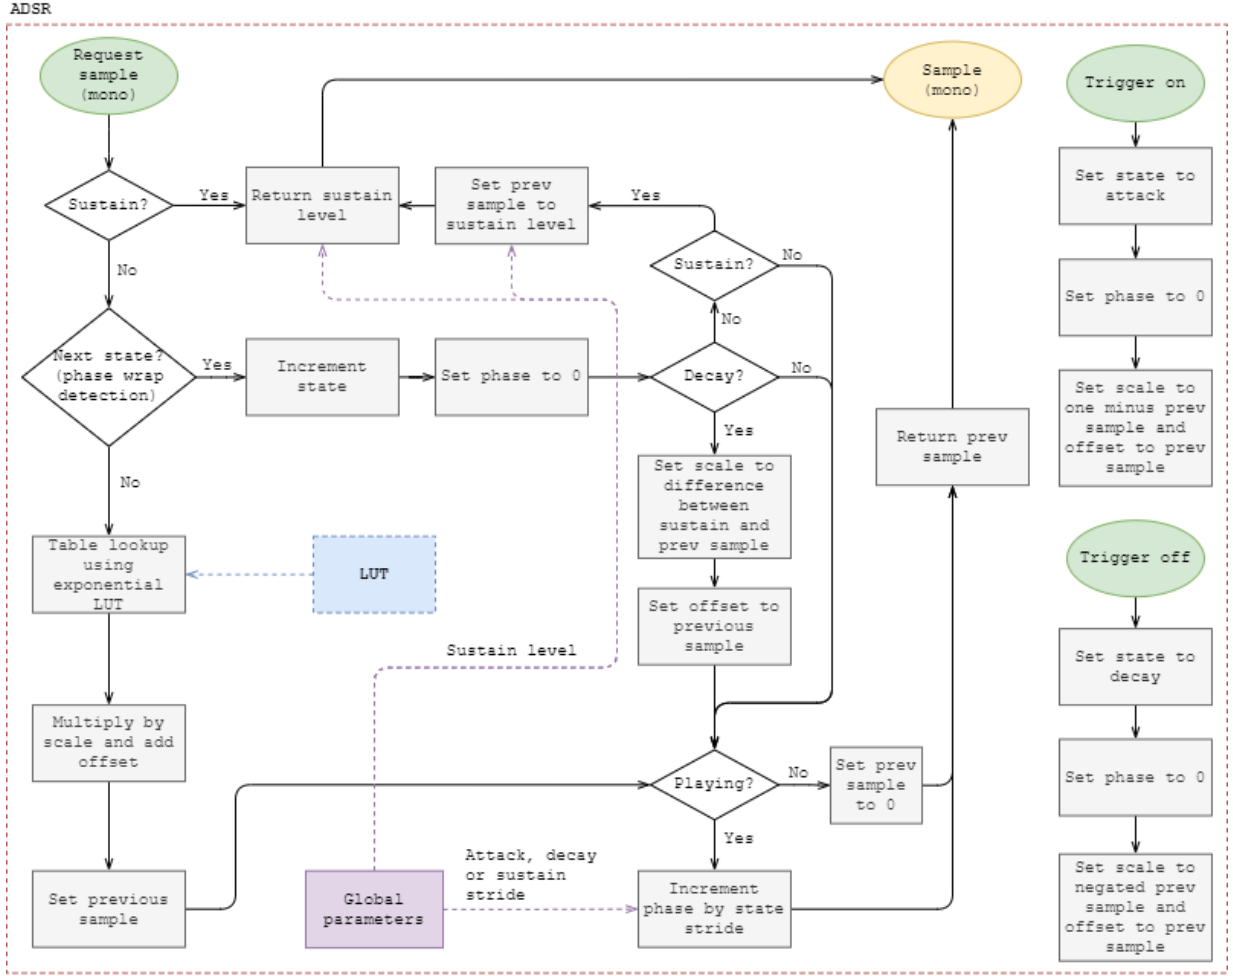 ADSR
Request
sample
(mono)
Sample
(mono)
Trigger on
Sustain?
Yes
Return sustain
level
Set prev
sample to
sustain level
Yes
Set state to
attack
No
Sustain?
No
Set phase to 0
No
Next state?
(phase wrap
detection)
Yes
Increment
state
Set phase to 0
Decay?
No
Set scale to
one minus prev
sample and
offset to prev
sample
Yes
Return prev
sample
No
Set scale to
difference
between
sustain and
prev sample
Table lookup
using
exponential
LUT
LUT
Trigger off
Set offset to
previous
sample
Sustain level
Set state to
decay
Multiply by
scale and add
offset
Playing?
No
Set prev
sample
to 0
Set phase to 0
Yes
Attack, decay
or sustain
stride
Set previous
sample
Global
parameters
Increment
phase by state
stride
Set scale to
negated prev
sample and
offset to prev
sample